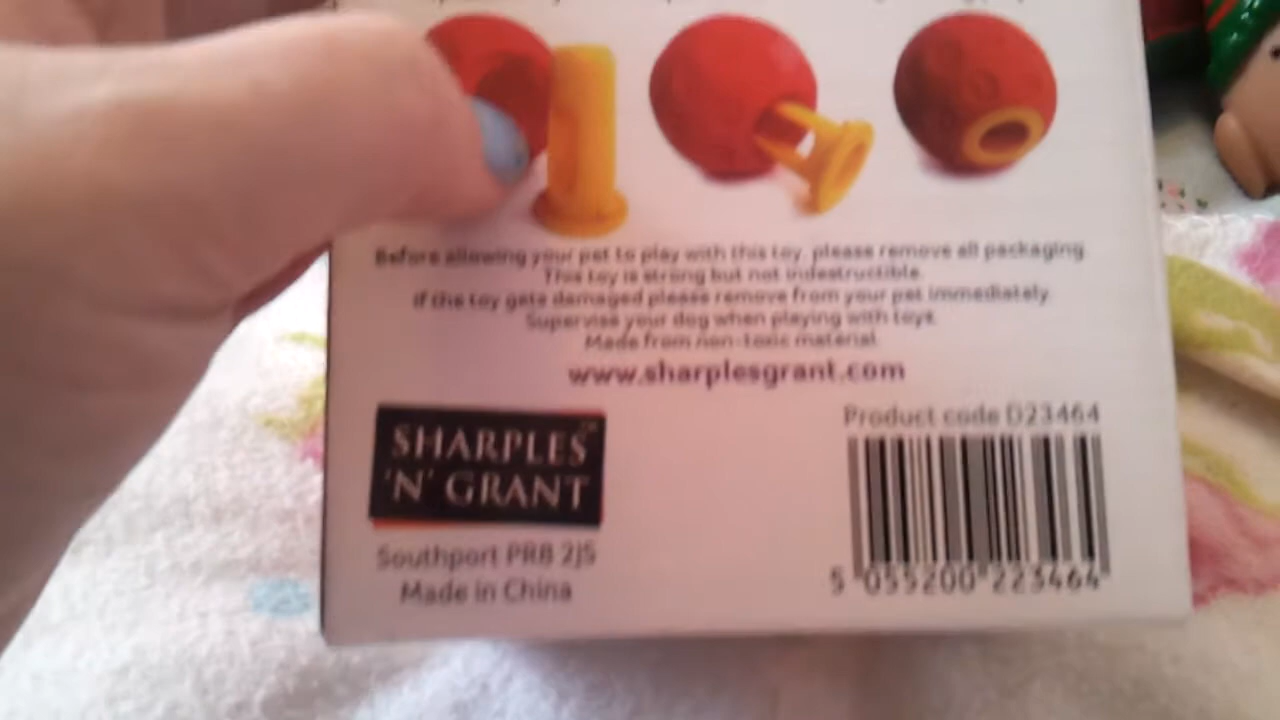 Before allowing your pet to play with this toy, please remove all packaging.
This toy is strong but not indestructible.
If the toy gets damaged please remove from your pet immediately.
Supervise your dog when playing with toys.
Made from non-toxic material.
www.sharplesgrant.com
SHARPLES
'N' GRANT
Southport PR8 2JS
Made in China
Product code D23464
5 055200 223464